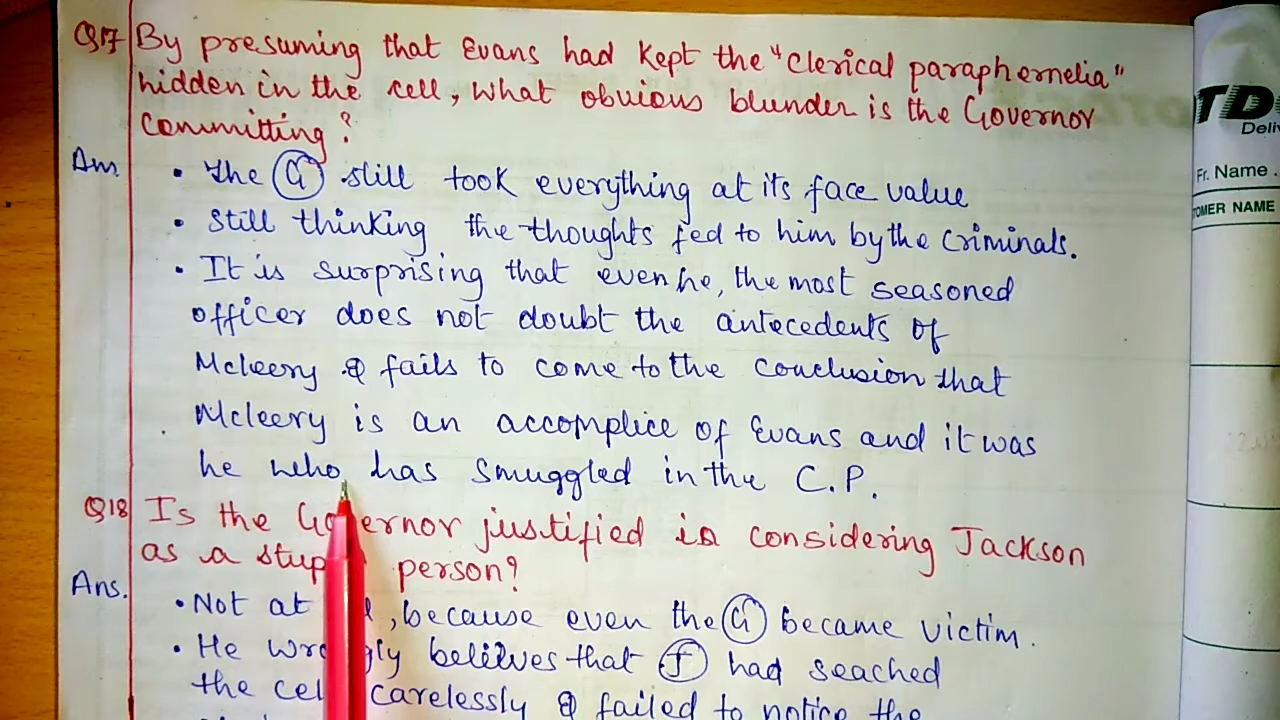 Q17 By presuming that Evans had kept the "Clerical paraphernelia"
hidden in the cell, what obvious blunder is the Governor
Committing?
Ans. • The G still took everything at its face value
• Still thinking the thoughts fed to him by the criminals.
• It is surprising that even he, the most seasoned
officer does not doubt the antecedents of
Mcleery & fails to come to the conclusion that
Mcleery is an accomplice of Evans and it was
he who has smuggled in the C.P.
Q18 Is the Governor justified in considering Jackson
as a person?
Ans. • Not at , because even the G became victim.
• He wrongly believes that J had seached
the carelessly & failed to notice the
TD
Deliv
Fr. Name.
TOMER NAME